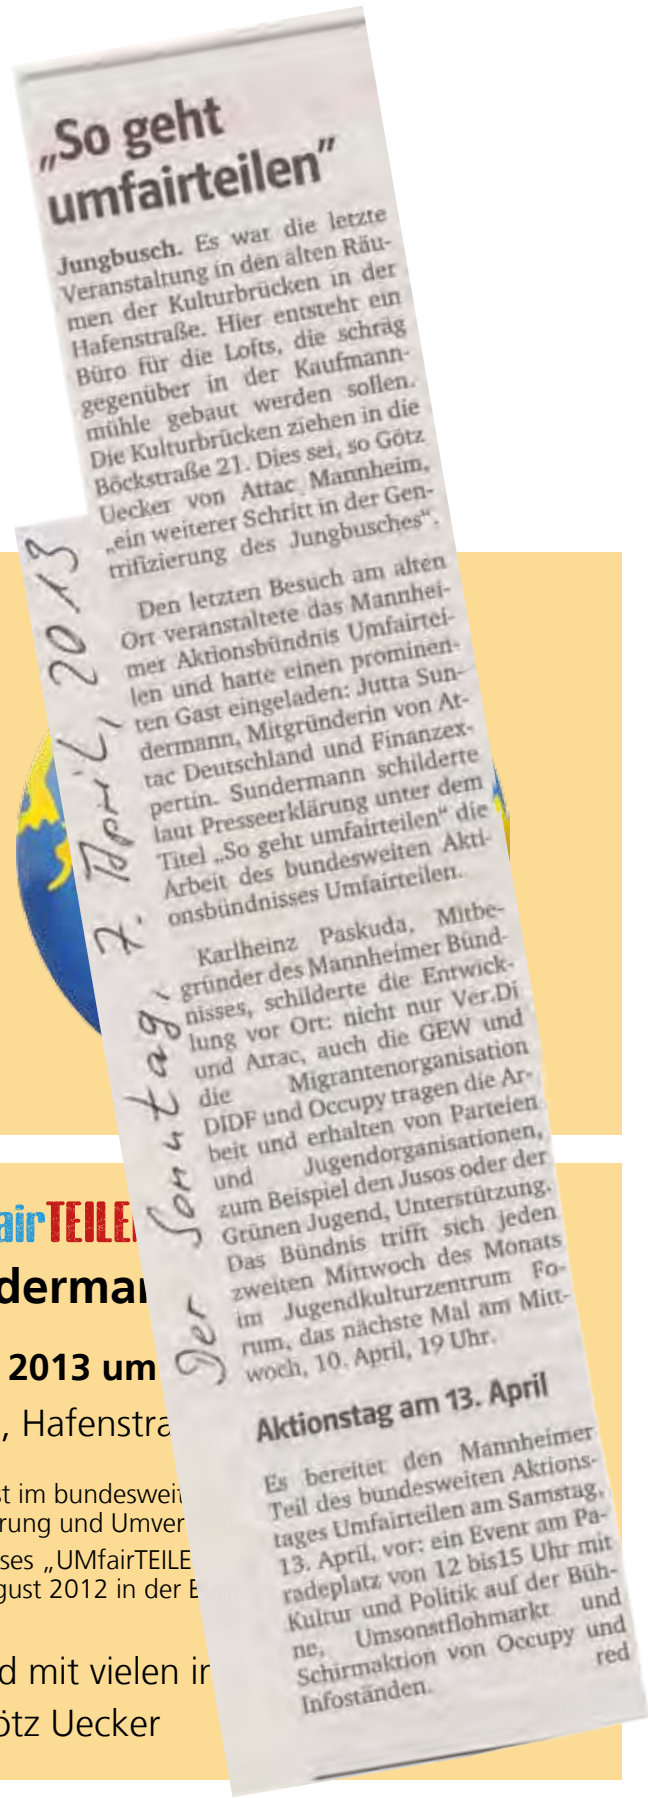 „So geht
umfairteilen"
Jungbusch. Es war die letzte
Veranstaltung in den alten Räu-
men der Kulturbrücken in der
Hafenstraße. Hier entsteht ein
Büro für die Lofts, die schräg
gegenüber in der Kaufmann-
mühle gebaut werden sollen.
Die Kulturbrücken ziehen in die
Böckstraße 21. Dies sei, so Götz
Uecker von Attac Mannheim,
„ein weiterer Schritt in der Gen-
trifizierung des Jungbusches".
Den letzten Besuch am alten
Ort veranstaltete das Mannhei-
mer Aktionsbündnis Umfairtei-
len und hatte einen prominen-
ten Gast eingeladen: Jutta Sun-
dermann, Mitgründerin von At-
tac Deutschland und Finanzex-
pertin. Sundermann schilderte
laut Presseerklärung unter dem
Titel „So geht umfairteilen" die
Arbeit des bundesweiten Akti-
onsbündnisses Umfairteilen.
Karlheinz Paskuda, Mitbe-
gründer des Mannheimer Bünd-
nisses, schilderte die Entwick-
lung vor Ort: nicht nur Ver.Di
und Attac, auch die GEW und
die Migrantenorganisation
DIDF und Occupy tragen die Ar-
beit und erhalten von Parteien
und Jugendorganisationen,
zum Beispiel den Jusos oder der
Grünen Jugend, Unterstützung.
Das Bündnis trifft sich jeden
zweiten Mittwoch des Monats
im Jugendkulturzentrum Fo-
rum, das nächste Mal am Mitt-
woch, 10. April, 19 Uhr.
Aktionstag am 13. April
Es bereitet den Mannheimer
Teil des bundesweiten Aktions-
tages Umfairteilen am Samstag,
13. April, vor: ein Event am Pa-
radeplatz von 12 bis15 Uhr mit
Kultur und Politik auf der Büh-
ne, Umsonstflohmarkt und
Schirmaktion von Occupy und
Infoständen. red
Der Sonntag, 7. April, 2013
airTEILE
derma
2013 um
, Hafenstra
st im bundesweit
rung und Umver
ses „UMfairTEILE
gust 2012 in der B
d mit vielen in
ötz Uecker